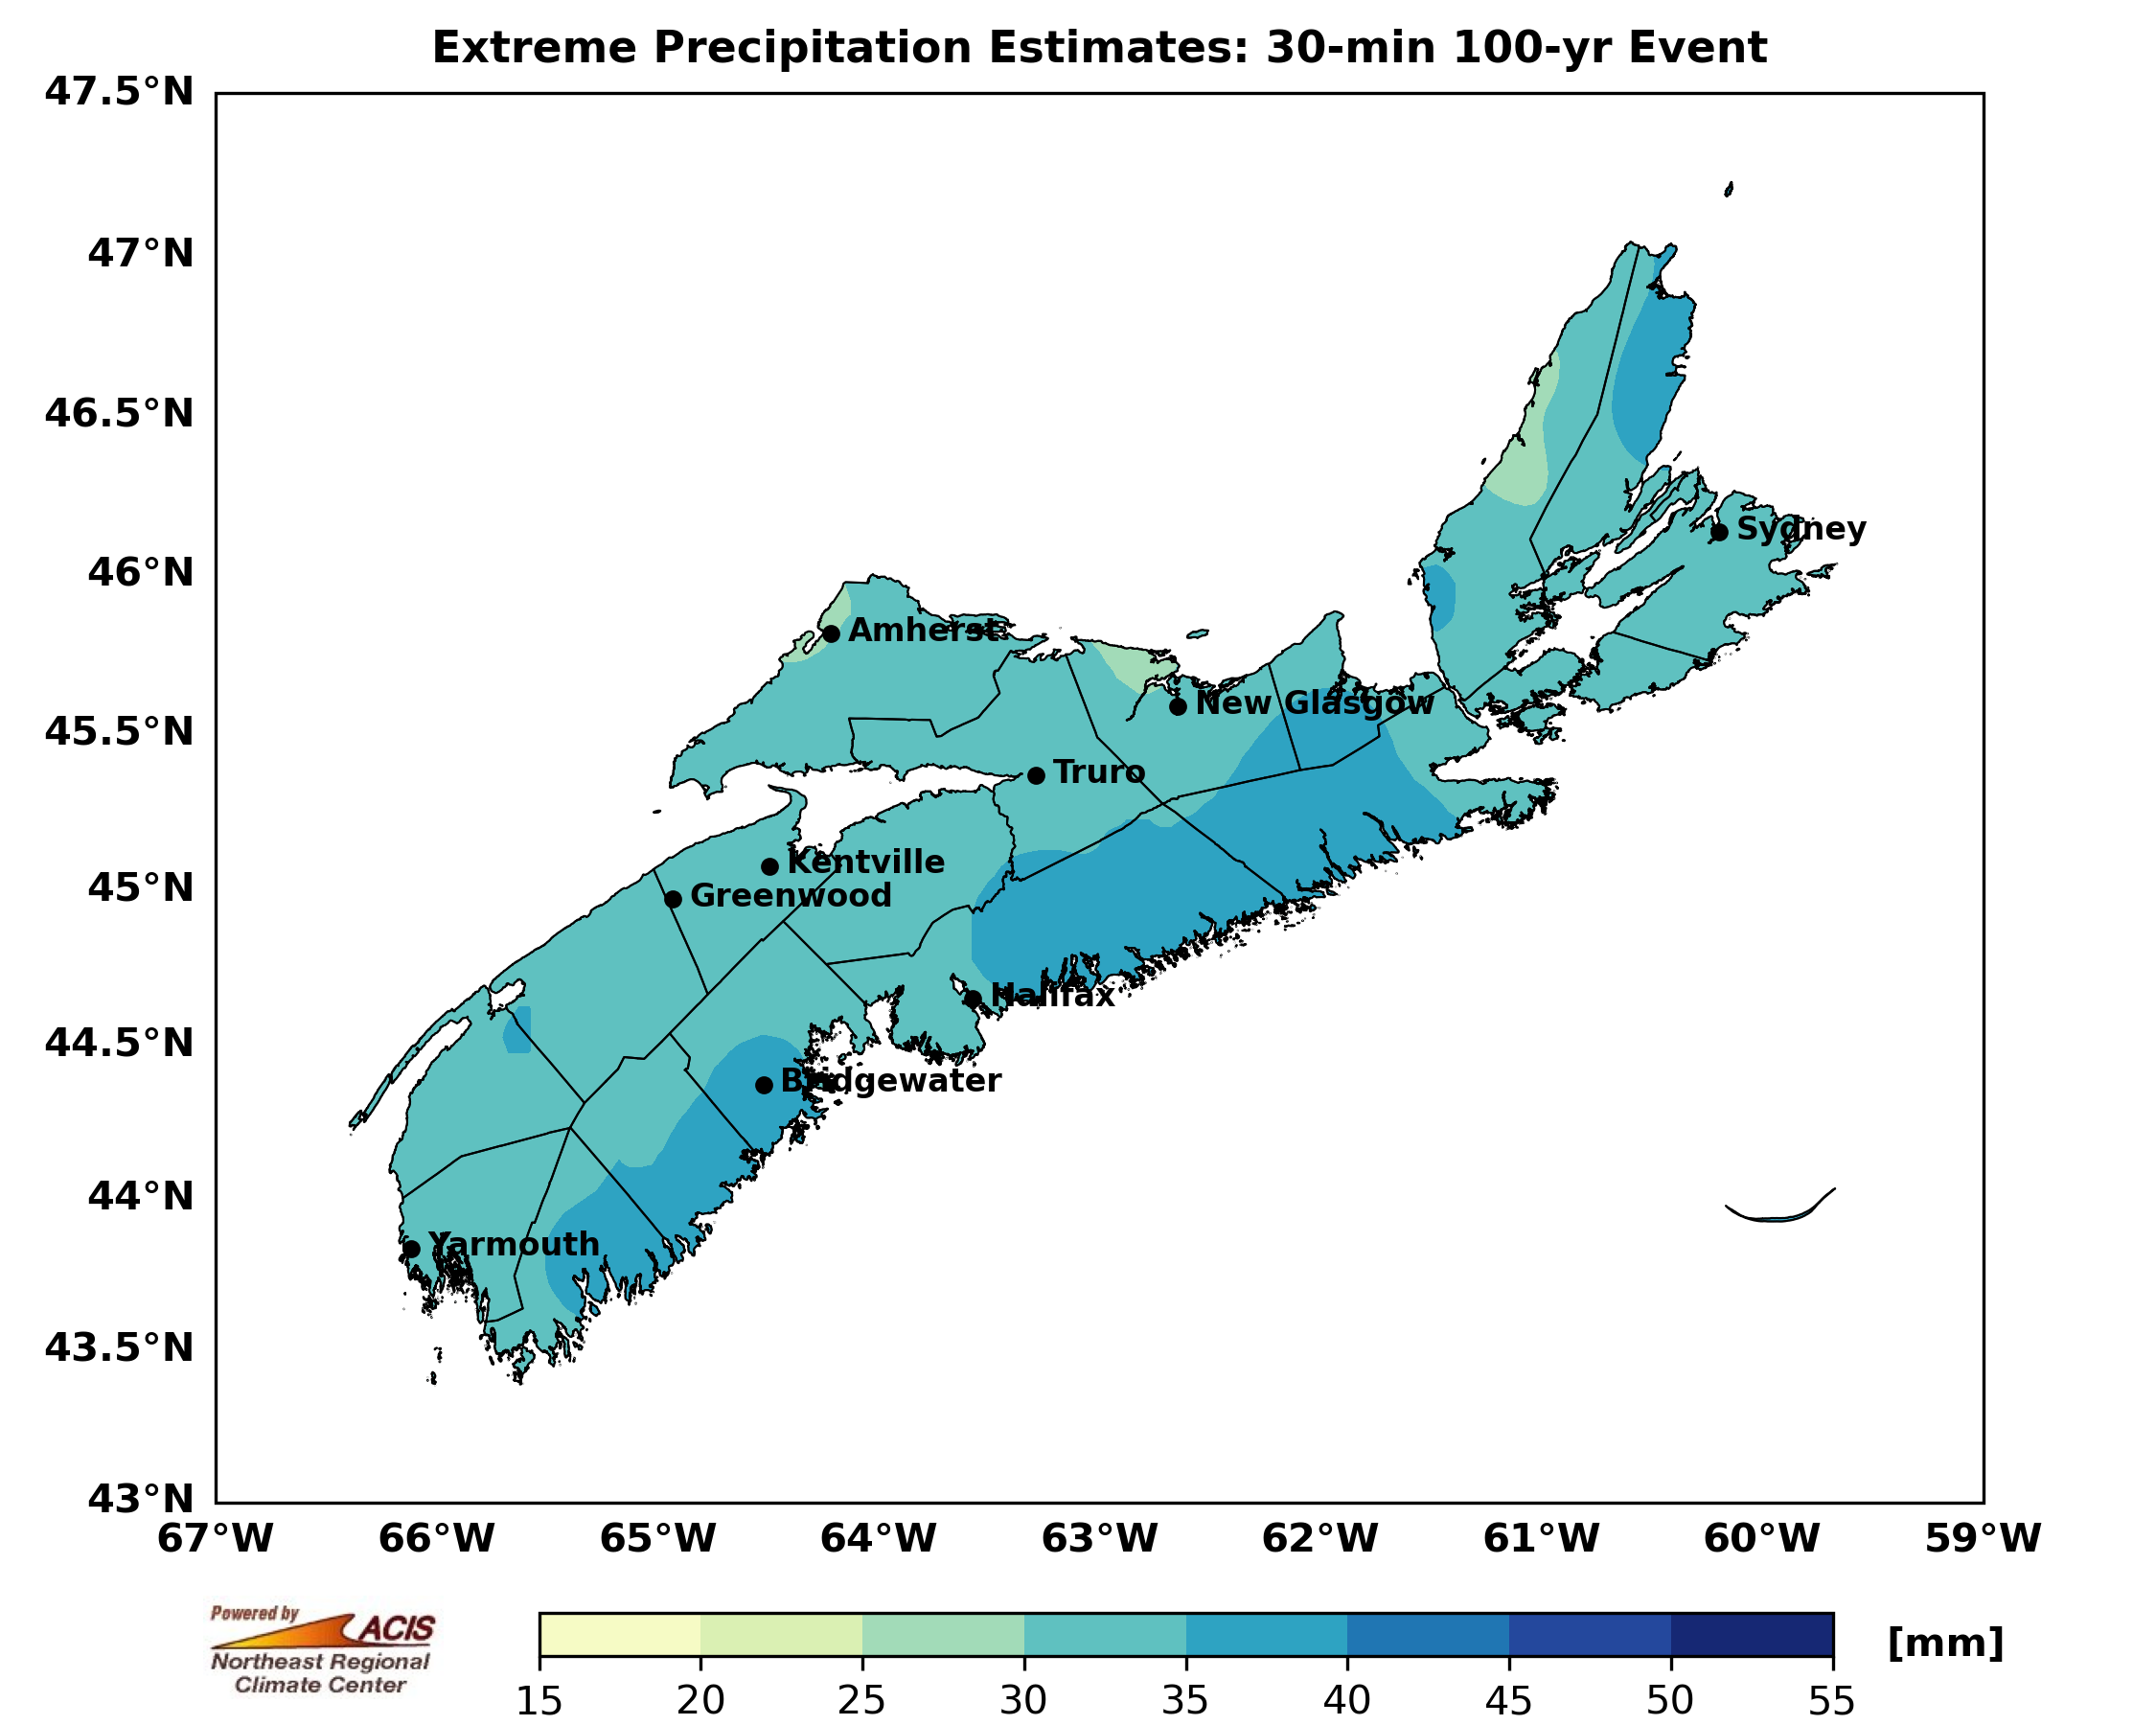 Extreme Precipitation Estimates: 30-min 100-yr Event
47.5°N
47°N
46.5°N
46°N
45.5°N
45°N
44.5°N
44°N
43.5°N
43°N
Sydney
Amherst
New Glasgow
Truro
Kentville
Greenwood
Halifax
Bridgewater
Yarmouth
67°W 66°W 65°W 64°W 63°W 62°W 61°W 60°W 59°W
Powered by
ACIS
Northeast Regional
Climate Center
[mm]
15 20 25 30 35 40 45 50 55